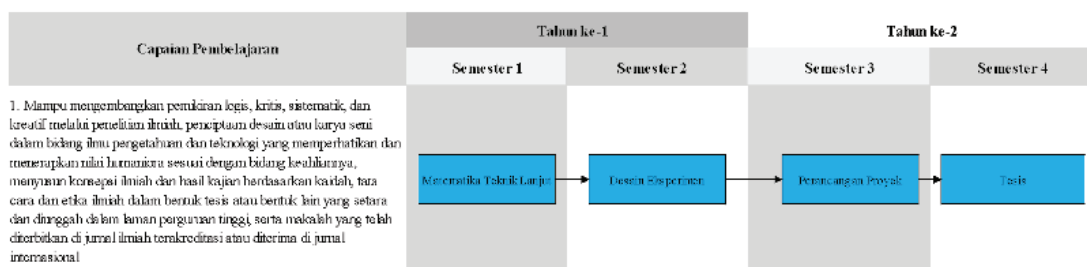 Capaian Pembelajaran
Tahun ke-1
Tahun ke-2
Semester 1
Semester 2
Semester 3
Semester 4
1. Mampu mengembangkan pemikiran logis, kritis, sistematik, dan
kreatif melalui penelitian ilmiah, penciptaan desain atau karya seni
dalam bidang ilmu pengetahuan dan teknologi yang memperhatikan dan
menerapkan nilai humaniora sesuai dengan bidang keahliannya,
menyusun konsepsi ilmiah dan hasil kajian berdasarkan kaidah, tata
cara dan etika ilmiah dalam bentuk tesis atau bentuk lain yang setara
dan diunggah dalam laman perguruan tinggi, serta makalah yang telah
diterbitkan di jurnal ilmiah terakreditasi atau diterima di jurnal
internasional
Matematika Teknik Lanjut
Desain Eksperimen
Perancangan Proyek
Tesis